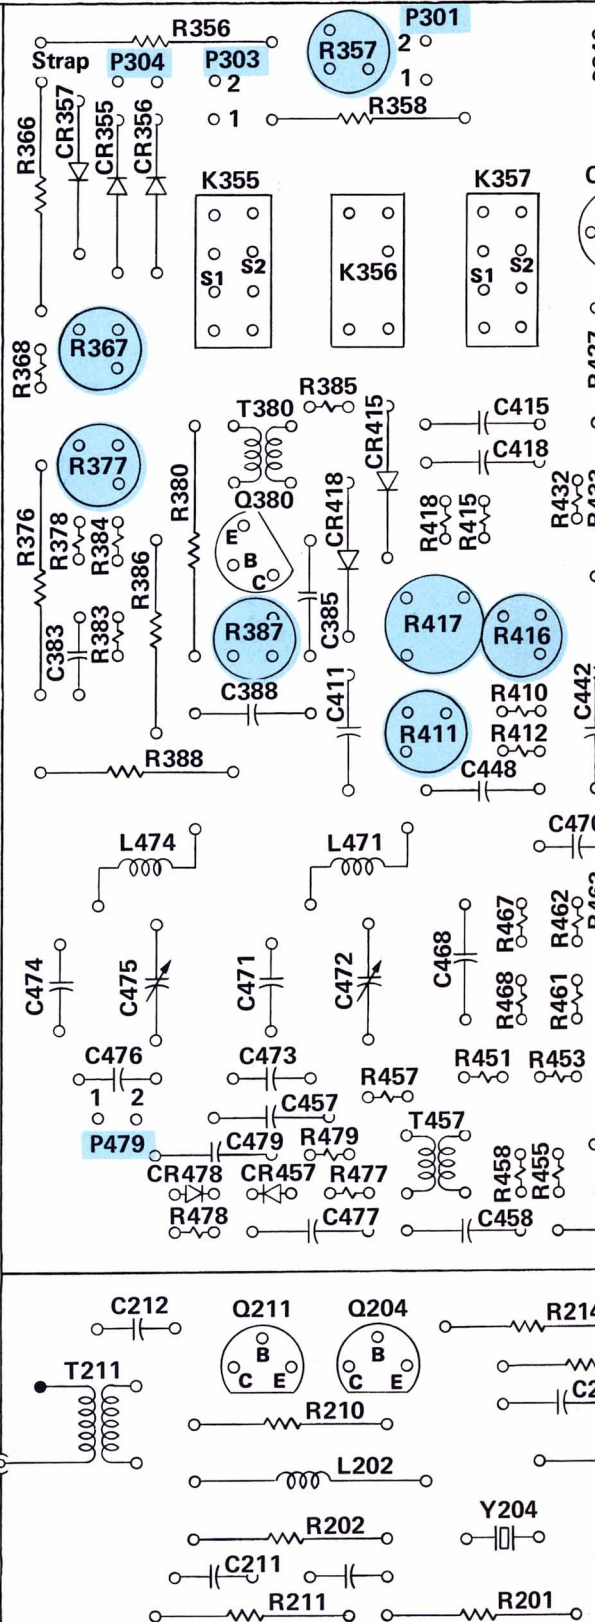 R356
P301
Strap
P304
P303
R357
2
2
1
1
R358
R366
CR357
CR355
CR356
K355
K357
S1
S2
K356
S1
S2
R367
R368
R385
T380
CR415
C415
R377
R380
C418
Q380
CR418
R418
R415
R432
R376
R378
R384
R386
E
B
C
C385
R387
R417
R416
C383
R383
C388
C411
R410
C442
R411
R412
R388
C448
L474
L471
C470
R467
R462
C474
C475
C471
C472
C468
R468
R461
C476
C473
R451
R453
1
2
R457
C457
T457
P479
C479
R479
CR478
CR457
R477
R458
R455
R478
C477
C458
C212
Q211
Q204
R214
B
C
E
B
C
E
T211
R210
L202
Y204
R202
C211
R211
R201